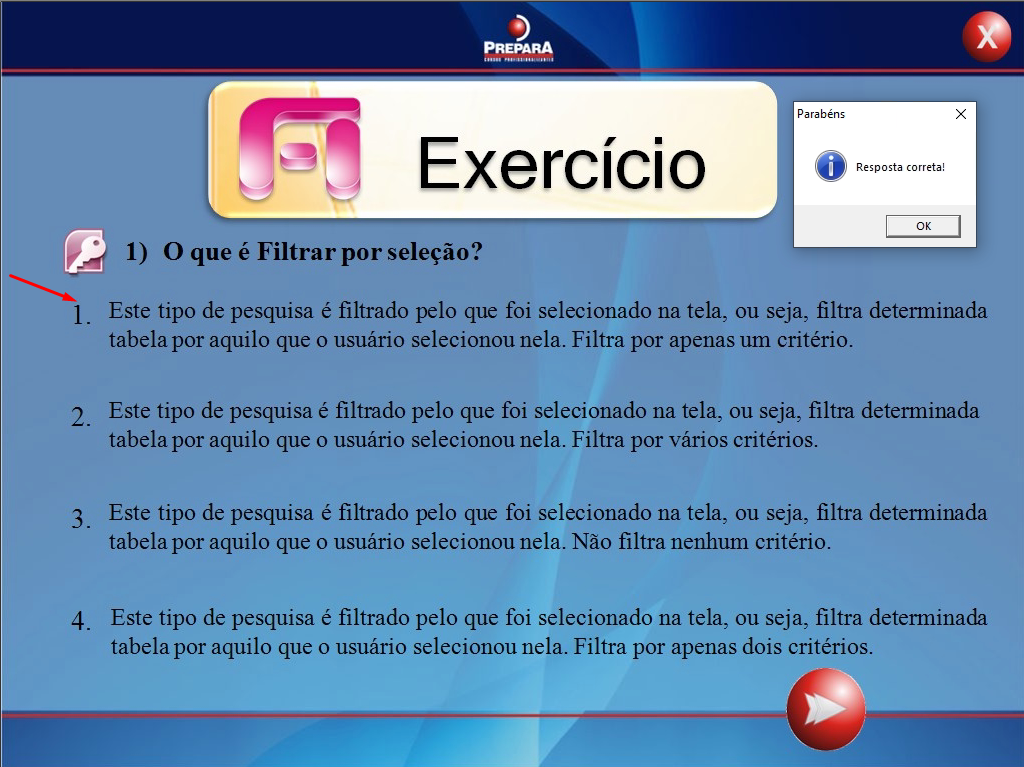 PREPARA
CURSOS PROFISSIONALIZANTES
X
Exercício
Parabéns
Resposta correta!
OK
1) O que é Filtrar por seleção?
1. Este tipo de pesquisa é filtrado pelo que foi selecionado na tela, ou seja, filtra determinada
tabela por aquilo que o usuário selecionou nela. Filtra por apenas um critério.
2. Este tipo de pesquisa é filtrado pelo que foi selecionado na tela, ou seja, filtra determinada
tabela por aquilo que o usuário selecionou nela. Filtra por vários critérios.
3. Este tipo de pesquisa é filtrado pelo que foi selecionado na tela, ou seja, filtra determinada
tabela por aquilo que o usuário selecionou nela. Não filtra nenhum critério.
4. Este tipo de pesquisa é filtrado pelo que foi selecionado na tela, ou seja, filtra determinada
tabela por aquilo que o usuário selecionou nela. Filtra por apenas dois critérios.